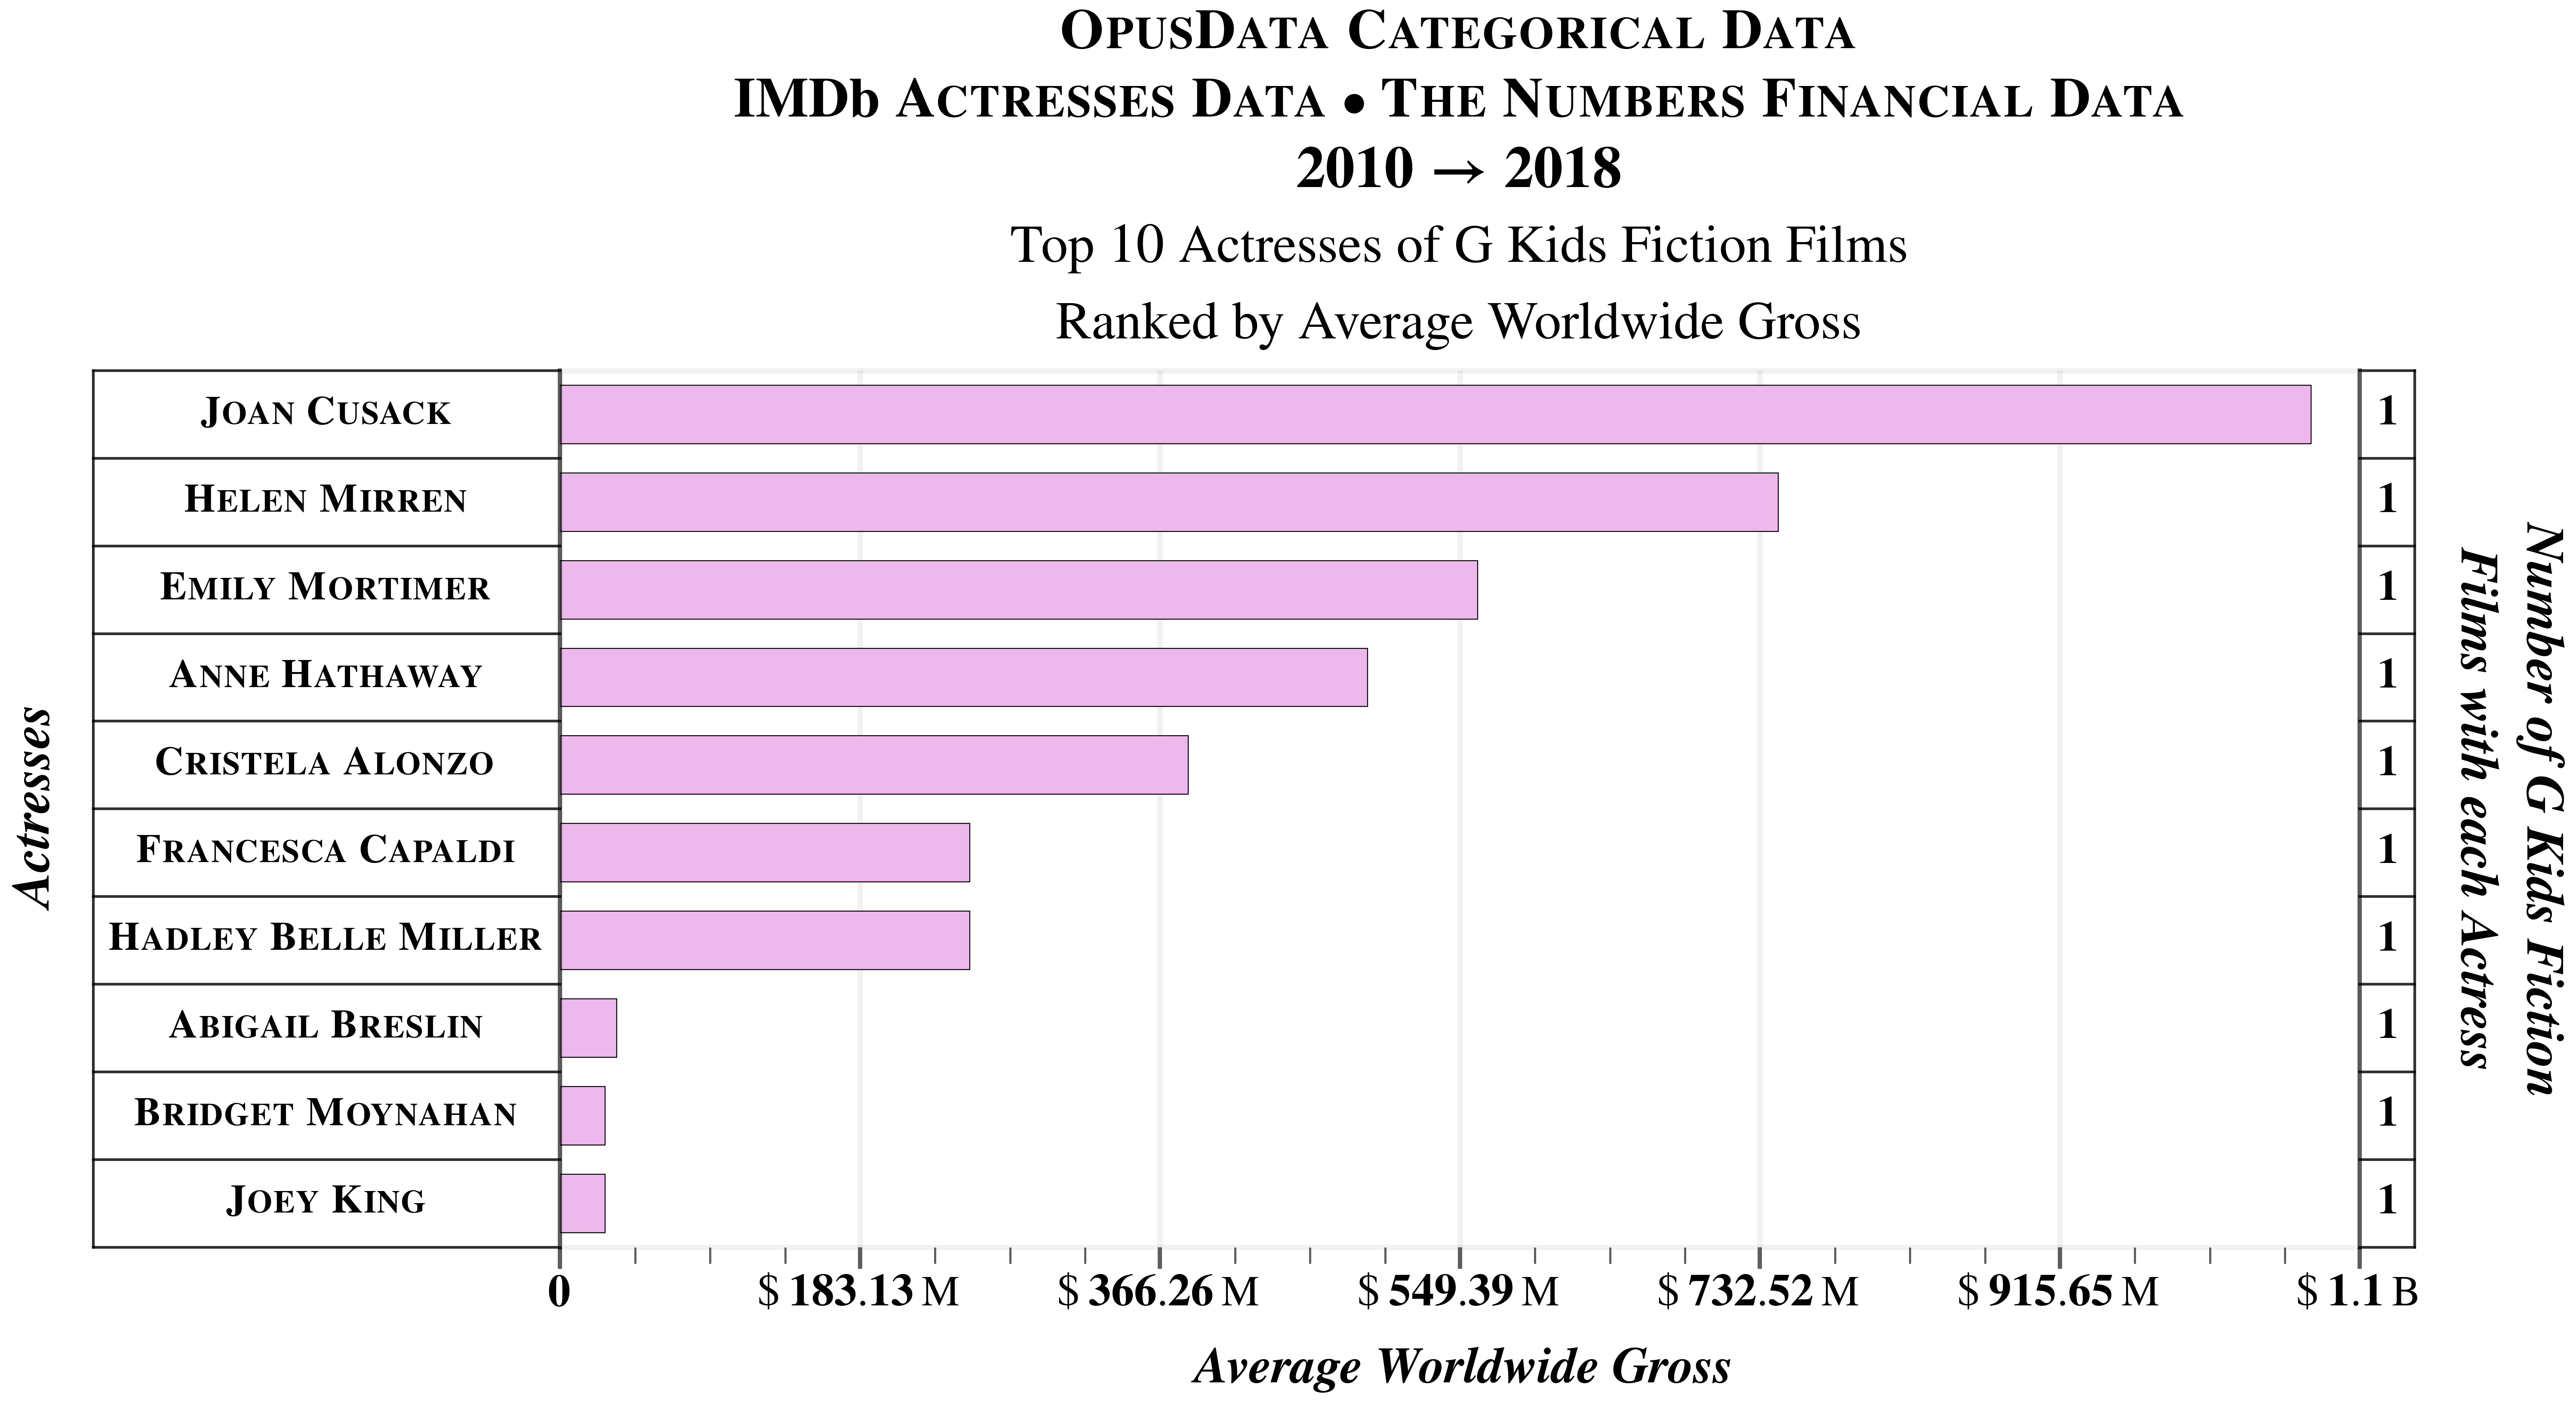 OpusData Categorical Data
IMDb Actresses Data • The Numbers Financial Data
2010 → 2018
Top 10 Actresses of G Kids Fiction Films
Ranked by Average Worldwide Gross
Actresses
Joan Cusack 1
Helen Mirren 1
Emily Mortimer 1
Anne Hathaway 1
Cristela Alonzo 1
Francesca Capaldi 1
Hadley Belle Miller 1
Abigail Breslin 1
Bridget Moynahan 1
Joey King 1
Number of G Kids Fiction
Films with each Actress
0 $ 183.13 M $ 366.26 M $ 549.39 M $ 732.52 M $ 915.65 M $ 1.1 B
Average Worldwide Gross